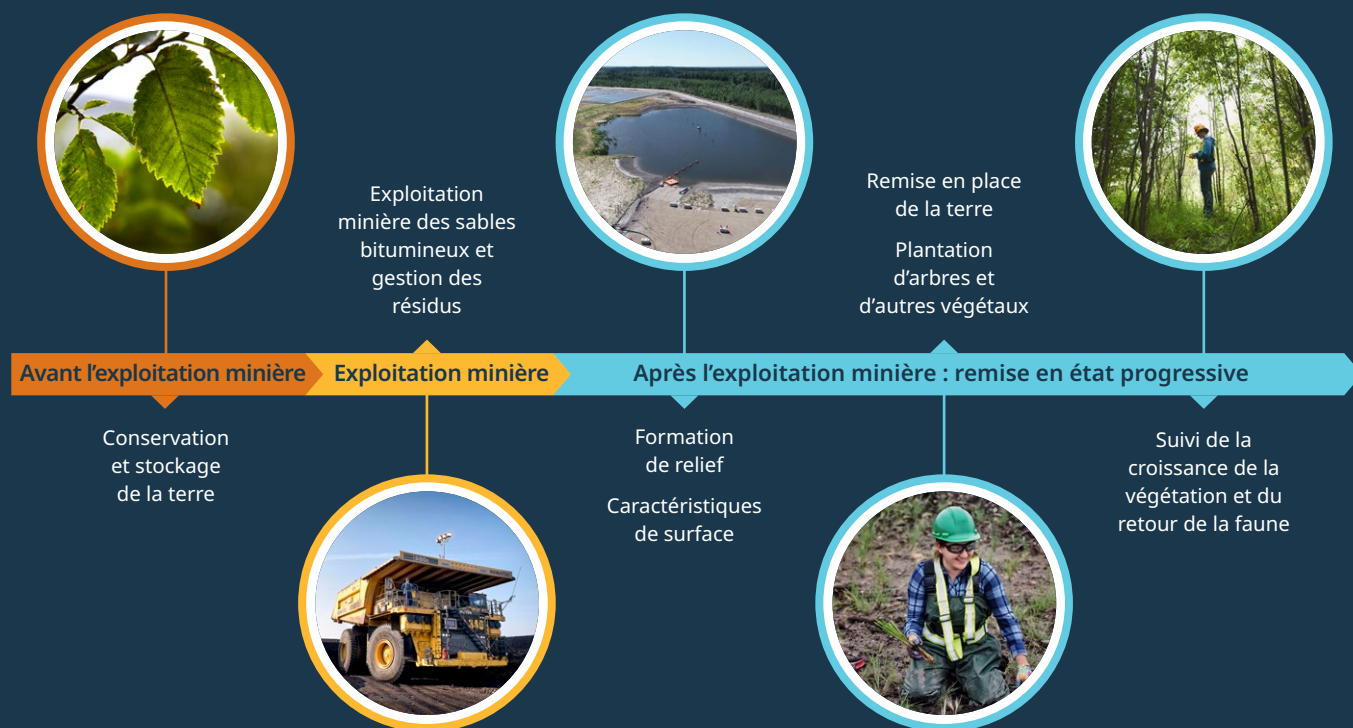 Exploitation
minière des sables
bitumineux et
gestion des
résidus
Remise en place
de la terre
Plantation
d'arbres et
d'autres végétaux
Avant l'exploitation minière
Exploitation minière
Après l'exploitation minière : remise en état progressive
Conservation
et stockage
de la terre
Formation
de relief
Caractéristiques
de surface
Suivi de la
croissance de la
végétation et du
retour de la faune